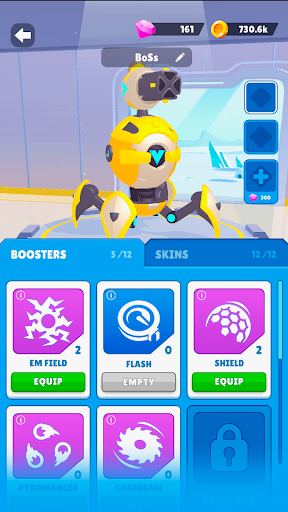 161
730.6k
BoSs
300
BOOSTERS 5/12 SKINS 12/12
2 0 2
EM FIELD FLASH SHIELD
EQUIP EMPTY EQUIP
0 0
PYROMANCER CHAINSAW